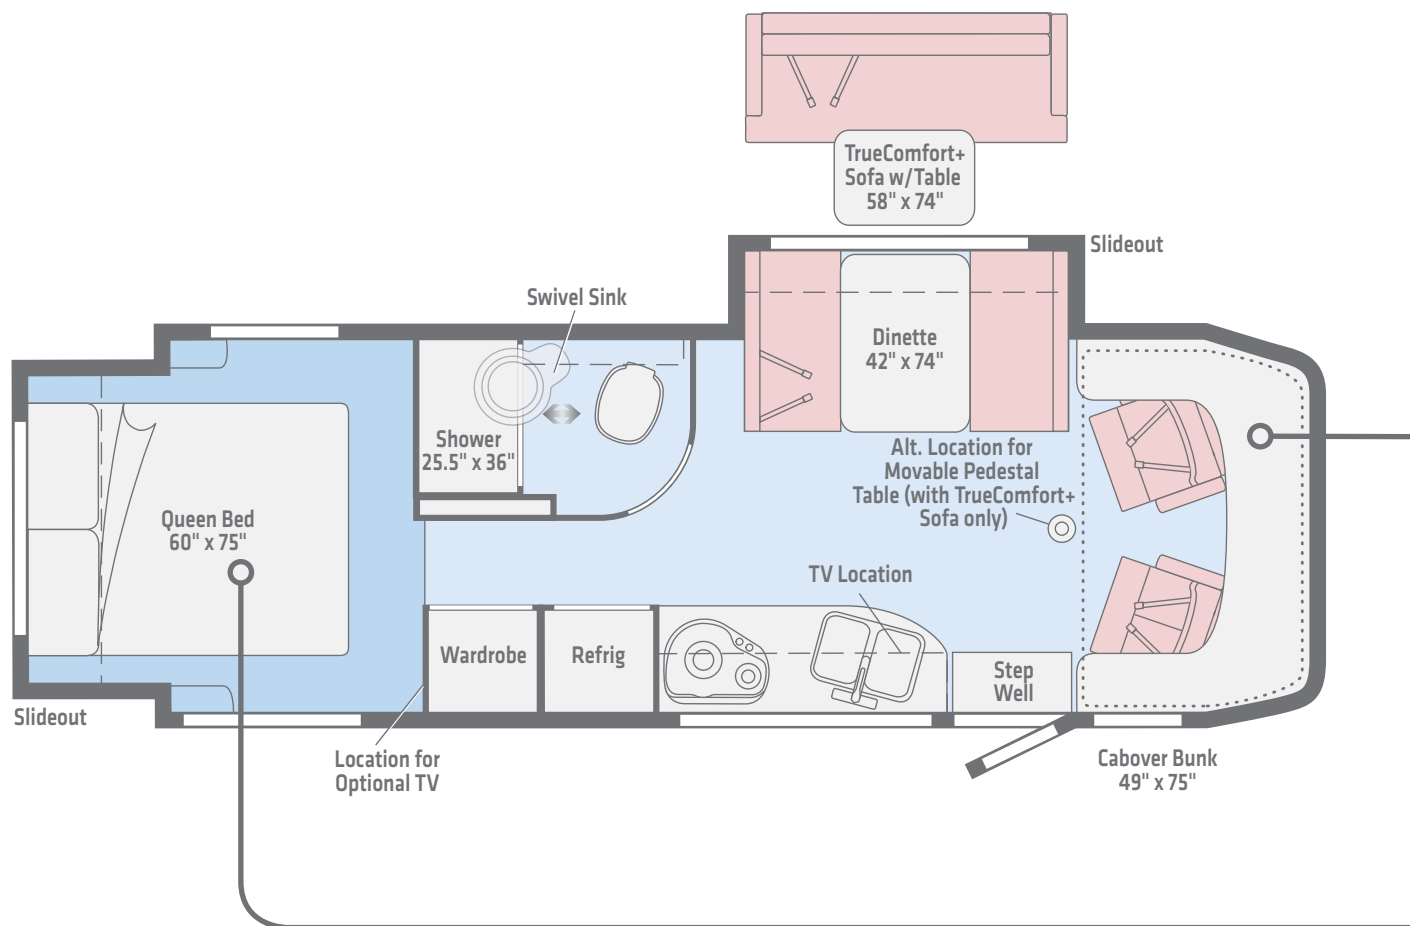 TrueComfort+
Sofa w/Table
58" x 74"
Slideout
Swivel Sink
Dinette
42" x 74"
Shower
25.5" x 36"
Alt. Location for
Movable Pedestal
Table (with TrueComfort+
Sofa only)
Queen Bed
60" x 75"
TV Location
Wardrobe
Refrig
Step
Well
Slideout
Location for
Optional TV
Cabover Bunk
49" x 75"